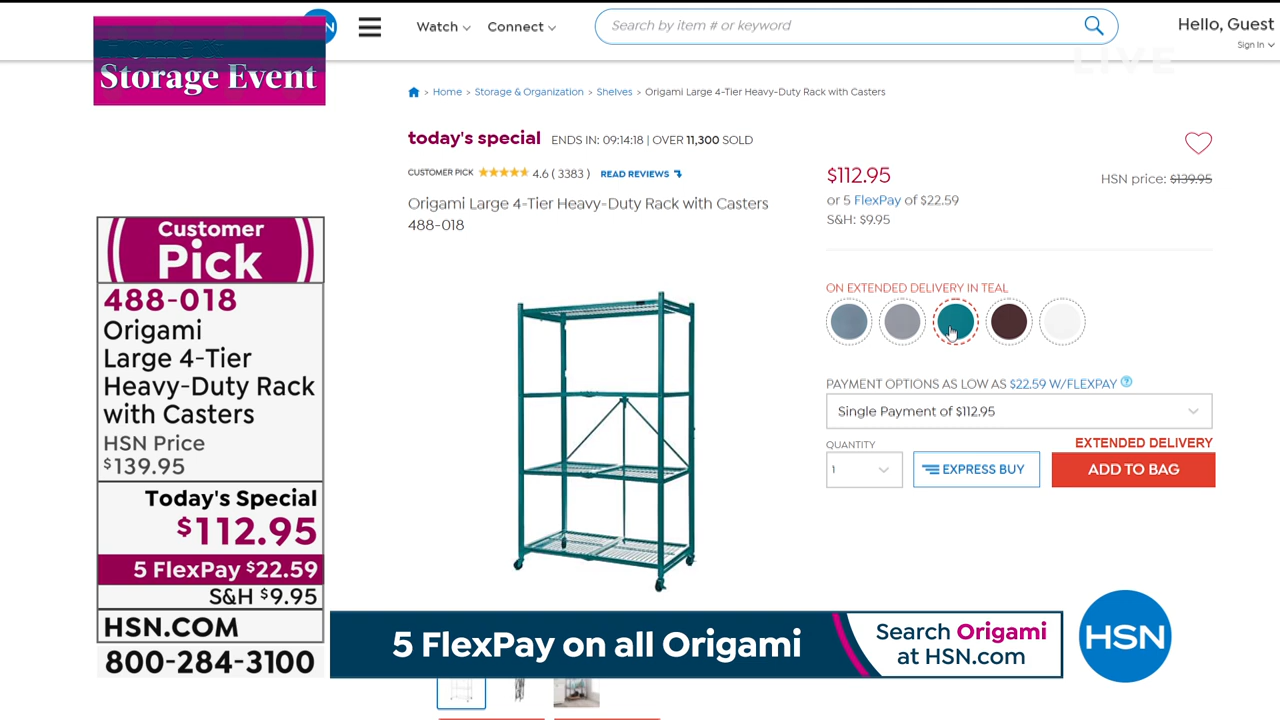 HSN
Watch
Connect
Search by item # or keyword
Hello, Guest
Sign In
LIVE
Home &
Storage Event
> Home > Storage & Organization > Shelves > Origami Large 4-Tier Heavy-Duty Rack with Casters
today's special ENDS IN: 09:14:18 | OVER 11,300 SOLD
CUSTOMER PICK 4.6 ( 3383 ) READ REVIEWS
Origami Large 4-Tier Heavy-Duty Rack with Casters
488-018
$112.95
HSN price: $139.95
or 5 FlexPay of $22.59
S&H: $9.95
ON EXTENDED DELIVERY IN TEAL
PAYMENT OPTIONS AS LOW AS $22.59 W/FLEXPAY ?
Single Payment of $112.95
QUANTITY
1
EXPRESS BUY
EXTENDED DELIVERY
ADD TO BAG
Customer
Pick
488-018
Origami
Large 4-Tier
Heavy-Duty Rack
with Casters
HSN Price
$139.95
Today's Special
$112.95
5 FlexPay $22.59
S&H $9.95
HSN.COM
800-284-3100
5 FlexPay on all Origami
Search Origami
at HSN.com
HSN